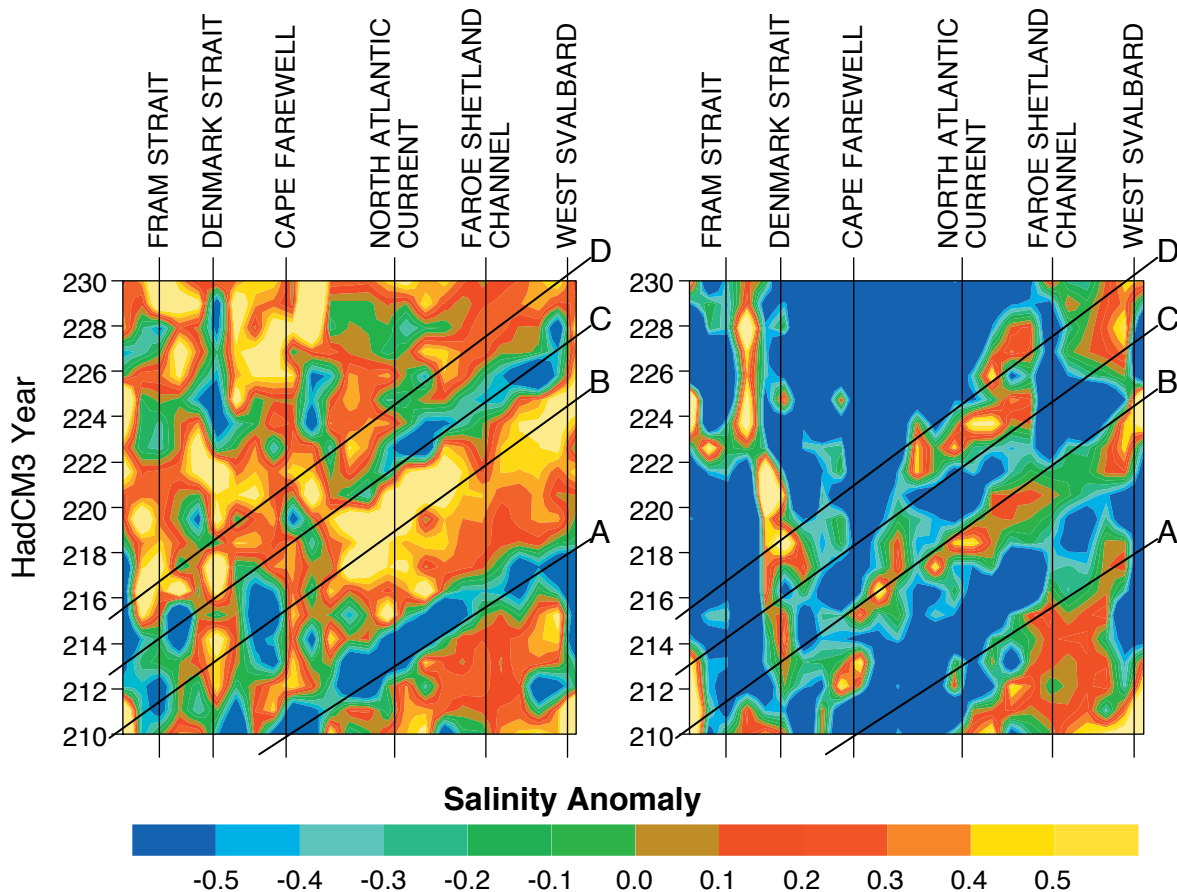 FRAM STRAIT
DENMARK STRAIT
CAPE FAREWELL
NORTH ATLANTIC
CURRENT
FAROE SHETLAND
CHANNEL
WEST SVALBARD
FRAM STRAIT
DENMARK STRAIT
CAPE FAREWELL
NORTH ATLANTIC
CURRENT
FAROE SHETLAND
CHANNEL
WEST SVALBARD
HadCM3 Year
230
228
226
224
222
220
218
216
214
212
210
D
C
B
A
230
228
226
224
222
220
218
216
214
212
210
D
C
B
A
Salinity Anomaly
-0.5 -0.4 -0.3 -0.2 -0.1 0.0 0.1 0.2 0.3 0.4 0.5